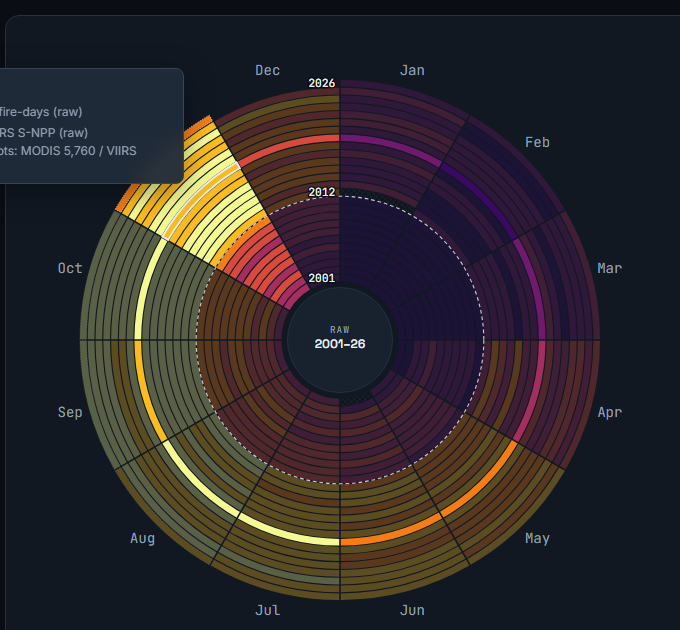 Dec
2026
Jan
fire-days (raw)
RS S-NPP (raw)
ots: MODIS 5,760 / VIIRS
Feb
2012
Oct
Mar
2001
RAW
2001–26
Sep
Apr
Aug
May
Jul
Jun